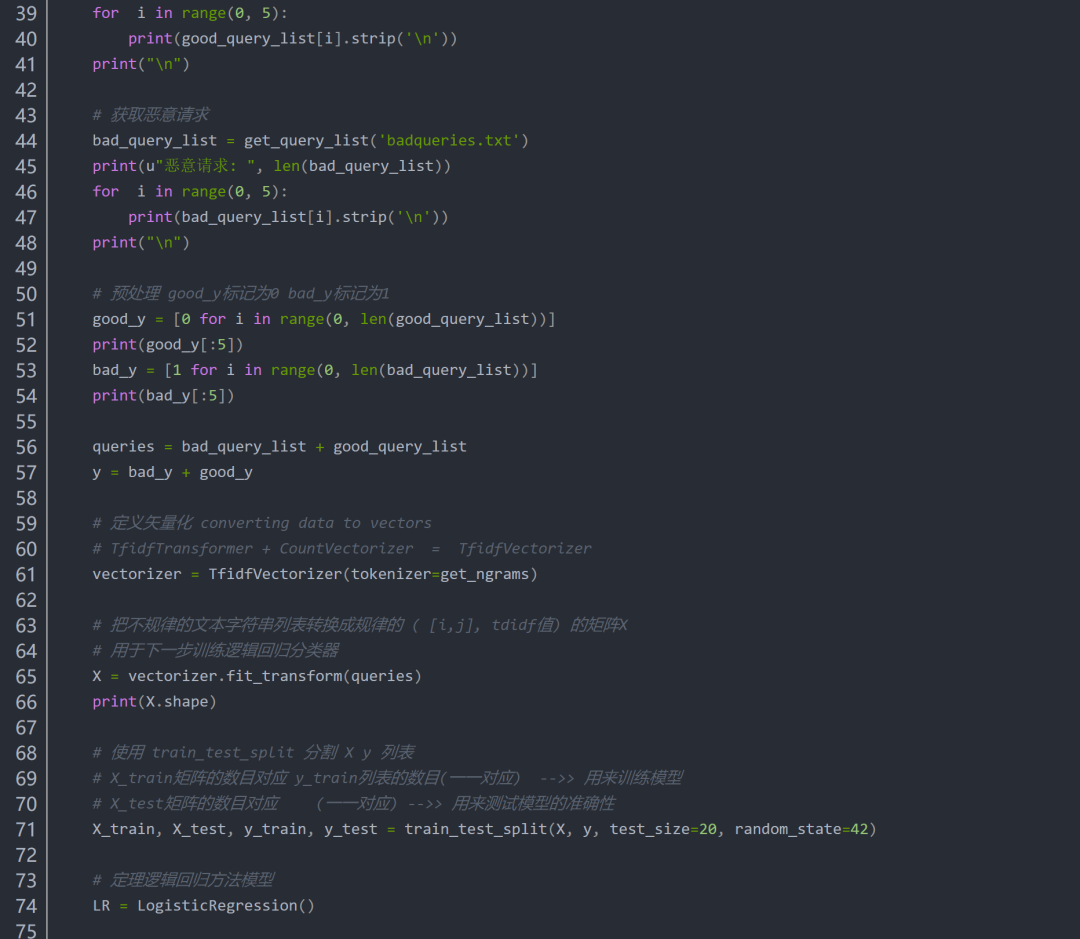 39 for  i in range(0, 5):
40     print(good_query_list[i].strip('\n'))
41 print("\n")
42
43 # 获取恶意请求
44 bad_query_list = get_query_list('badqueries.txt')
45 print(u"恶意请求: ", len(bad_query_list))
46 for  i in range(0, 5):
47     print(bad_query_list[i].strip('\n'))
48 print("\n")
49
50 # 预处理 good_y标记为0 bad_y标记为1
51 good_y = [0 for i in range(0, len(good_query_list))]
52 print(good_y[:5])
53 bad_y = [1 for i in range(0, len(bad_query_list))]
54 print(bad_y[:5])
55
56 queries = bad_query_list + good_query_list
57 y = bad_y + good_y
58
59 # 定义矢量化 converting data to vectors
60 # TfidfTransformer + CountVectorizer  =  TfidfVectorizer
61 vectorizer = TfidfVectorizer(tokenizer=get_ngrams)
62
63 # 把不规律的文本字符串列表转换成规律的 ( [i,j], tdidf值) 的矩阵X
64 # 用于下一步训练逻辑回归分类器
65 X = vectorizer.fit_transform(queries)
66 print(X.shape)
67
68 # 使用 train_test_split 分割 X y 列表
69 # X_train矩阵的数目对应 y_train列表的数目(一一对应)  -->> 用来训练模型
70 # X_test矩阵的数目对应    (一一对应) -->> 用来测试模型的准确性
71 X_train, X_test, y_train, y_test = train_test_split(X, y, test_size=20, random_state=42)
72
73 # 定理逻辑回归方法模型
74 LR = LogisticRegression()
75